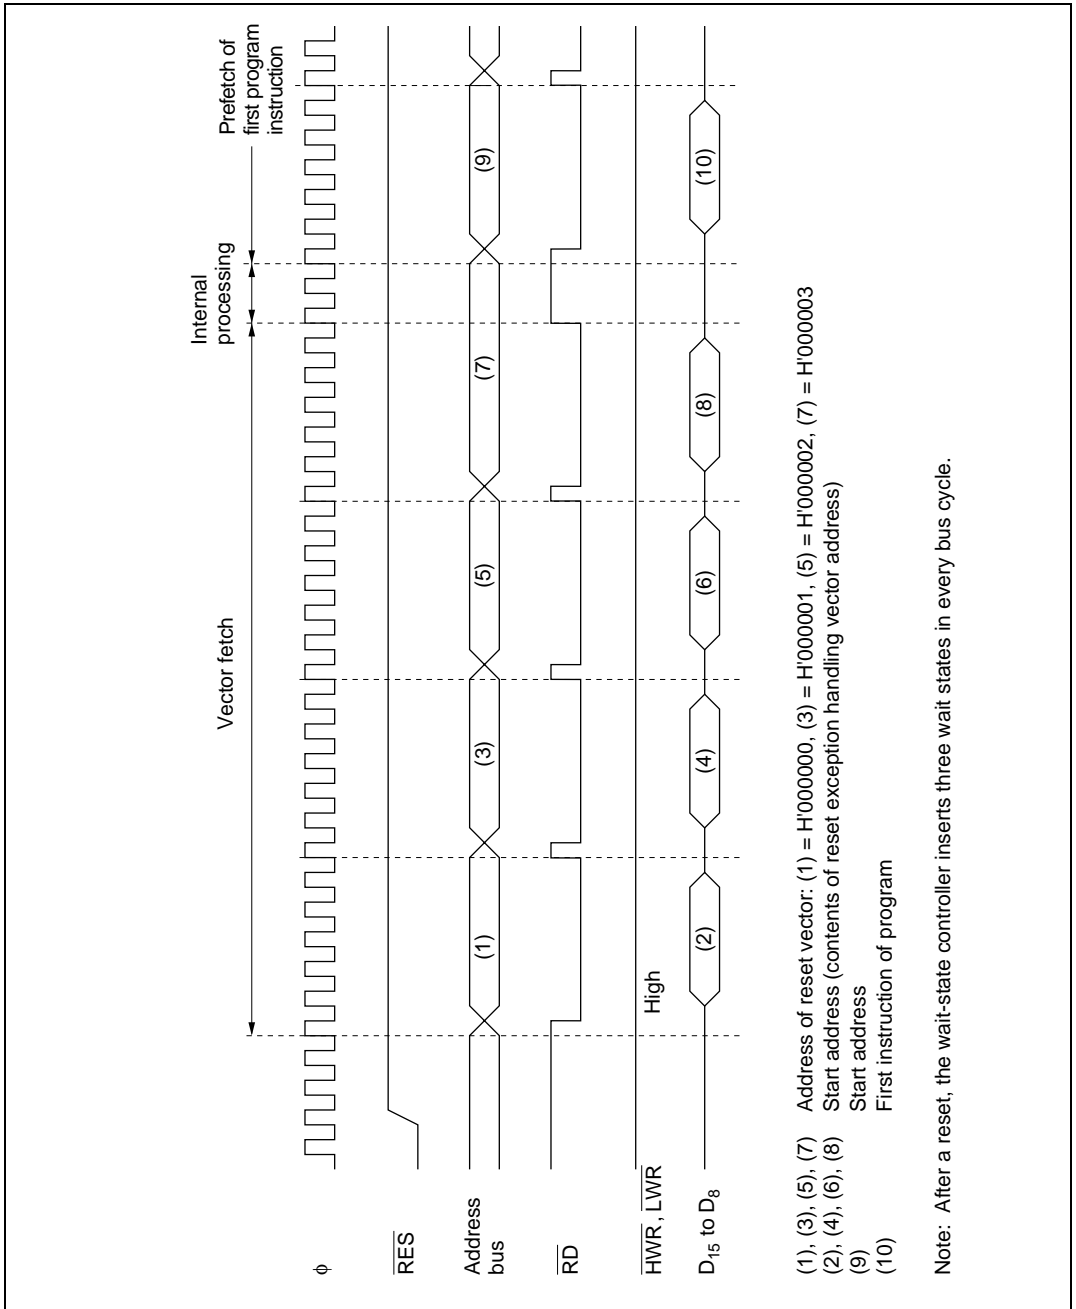 Vector fetch
Internal
processing
Prefetch of
first program
instruction
φ
RES
Address
bus
(1)
(3)
(5)
(7)
(9)
RD
HWR, LWR
High
D15 to D8
(2)
(4)
(6)
(8)
(10)
(1), (3), (5), (7) Address of reset vector: (1) = H'000000, (3) = H'000001, (5) = H'000002, (7) = H'000003
(2), (4), (6), (8) Start address (contents of reset exception handling vector address)
(9) Start address
(10) First instruction of program
Note: After a reset, the wait-state controller inserts three wait states in every bus cycle.